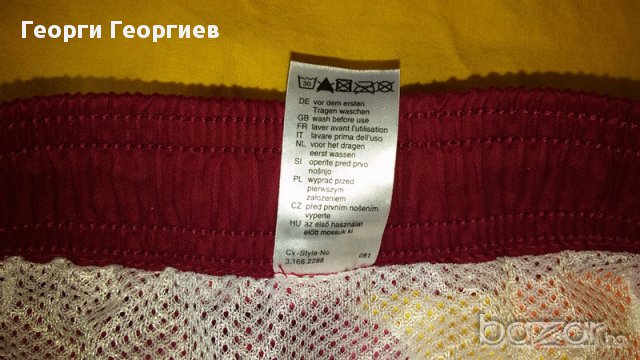 Георги Георгиев
30
DE vor dem ersten
Tragen waschen
GB wash before use
FR laver avant l'utilisation
IT lavare prima dell'uso
NL voor het dragen
eerst wassen
SI operite pred prvo
nošnjo
PL wyprać przed
pierwszym
założeniem
CZ před prvním nošením
vyperte
HU az első használat
előtt mossuk ki
CK-Style-No. 081
3.166.2288
bazar.bg